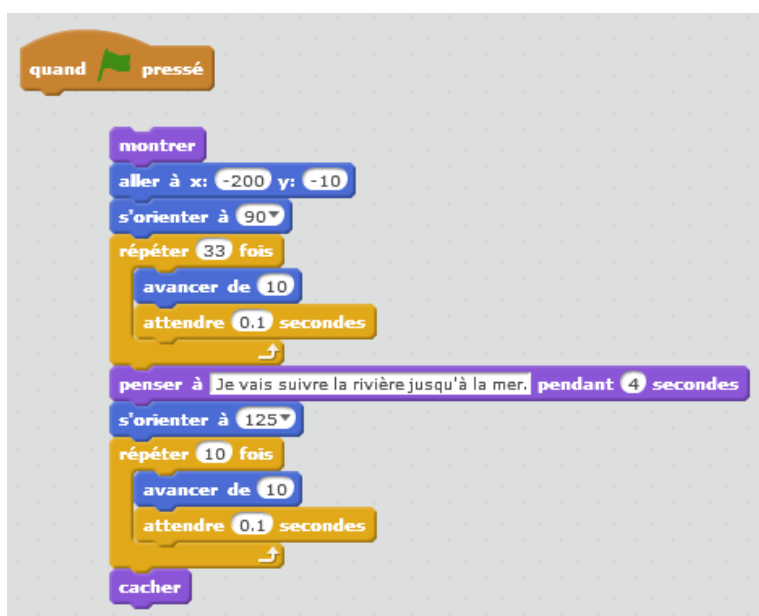 quand pressé
montrer
aller à x: -200 y: -10
s'orienter à 90
répéter 33 fois
avancer de 10
attendre 0.1 secondes
penser à Je vais suivre la rivière jusqu'à la mer. pendant 4 secondes
s'orienter à 125
répéter 10 fois
avancer de 10
attendre 0.1 secondes
cacher